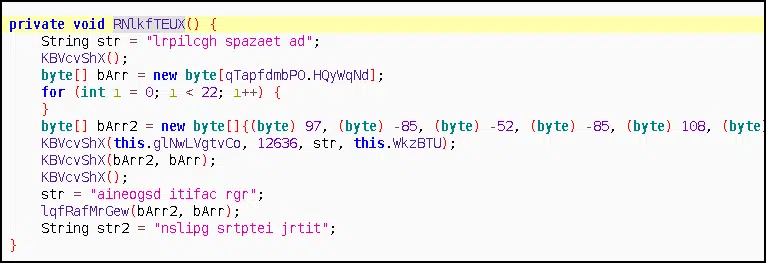 private void RNlkfTEUX() {
String str = "lrpilcgh spazaet ad";
KBVcvShX();
byte[] bArr = new byte[qTapfdmbPO.HQyWqNd];
for (int i = 0; i < 22; i++) {
}
byte[] bArr2 = new byte[]{(byte) 97, (byte) -85, (byte) -52, (byte) -85, (byte) 108, (byte)
KBVcvShX(this.glNwLVgtvCo, 12636, str, this.WkzBTU);
KBVcvShX(bArr2, bArr);
KBVcvShX();
str = "aineogsd itifac rgr";
lqfRafMrGew(bArr2, bArr);
String str2 = "nslipg srtptei jrtit";
}